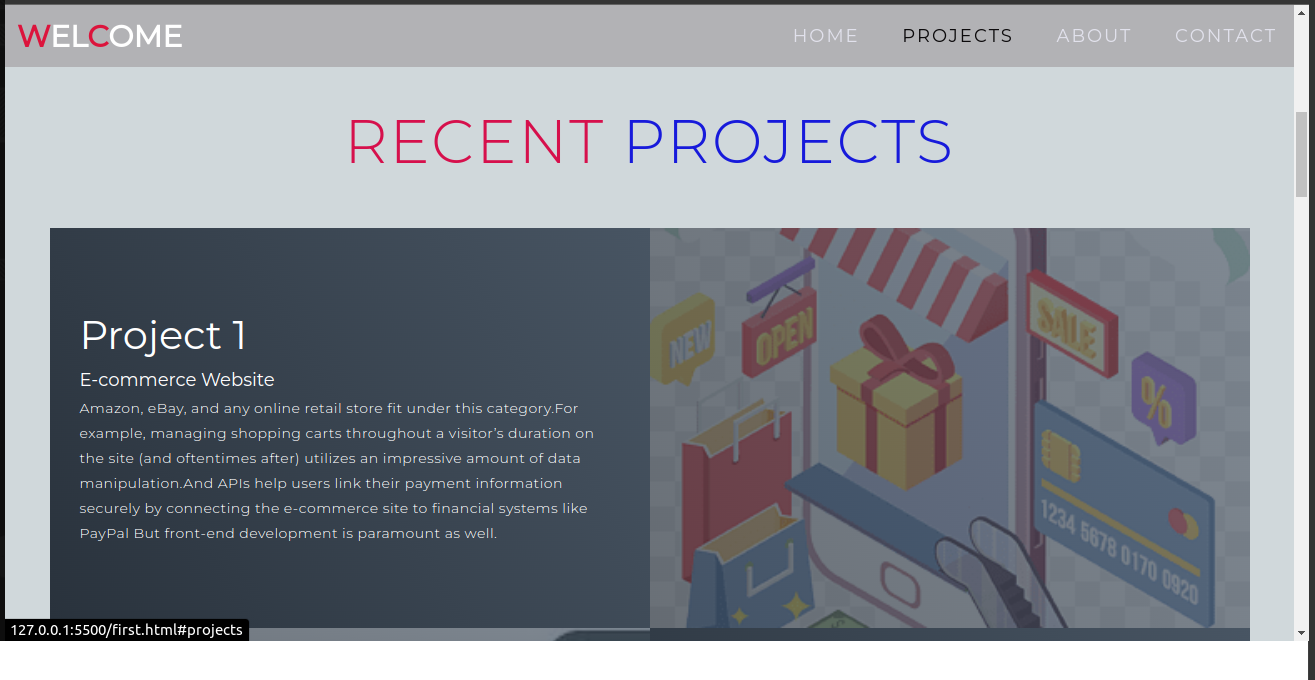 WELCOME
HOME PROJECTS ABOUT CONTACT
RECENT PROJECTS
Project 1
E-commerce Website
Amazon, eBay, and any online retail store fit under this category.For
example, managing shopping carts throughout a visitor’s duration on
the site (and oftentimes after) utilizes an impressive amount of data
manipulation.And APIs help users link their payment information
securely by connecting the e-commerce site to financial systems like
PayPal But front-end development is paramount as well.
NEW
OPEN
SALE
%
1234 5678 0170 0920
127.0.0.1:5500/first.html#projects